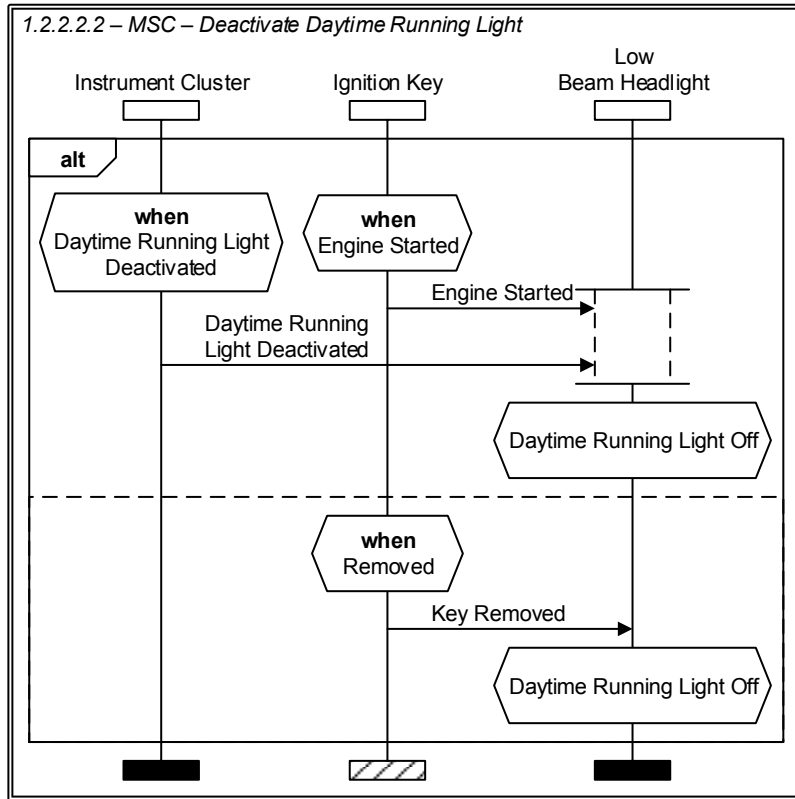 1.2.2.2.2 – MSC – Deactivate Daytime Running Light
Instrument Cluster
Ignition Key
Low
Beam Headlight
alt
when
Daytime Running Light
Deactivated
when
Engine Started
Engine Started
Daytime Running
Light Deactivated
Daytime Running Light Off
when
Removed
Key Removed
Daytime Running Light Off